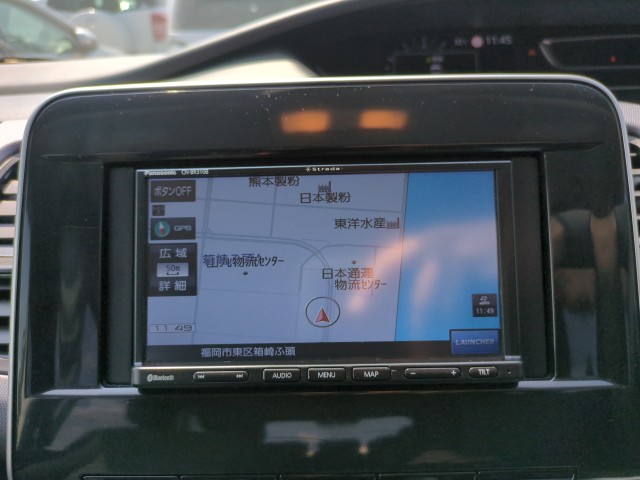 11:45
Panasonic
Strada
ボタンOFF
GPS
広域
50m
詳細
熊本製粉
日本製粉
東洋水産
物流センター
日本通運
物流センター
11:49
11:49
LAUNCHER
福岡市東区箱崎ふ頭
Bluetooth
AUDIO
MENU
MAP
− +
TILT